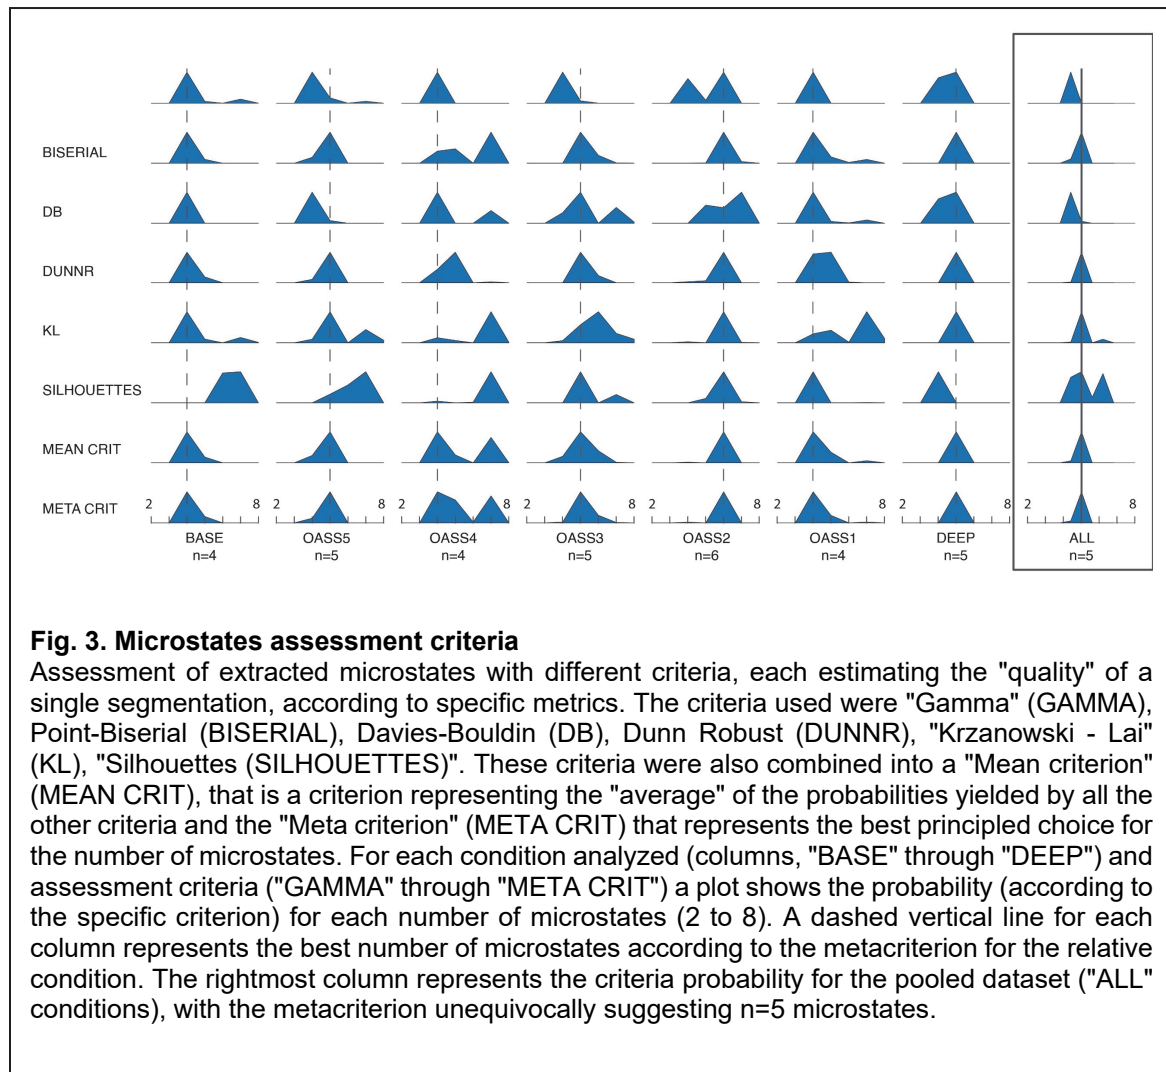 BISERIAL
DB
DUNNR
KL
SILHOUETTES
MEAN CRIT
META CRIT
2 8 2 8 2 8 2 8
BASE OASS5 OASS4 OASS3 OASS2 OASS1 DEEP ALL
n=4 n=5 n=4 n=5 n=6 n=4 n=5 n=5
Fig. 3. Microstates assessment criteria
Assessment of extracted microstates with different criteria, each estimating the "quality" of a
single segmentation, according to specific metrics. The criteria used were "Gamma" (GAMMA),
Point-Biserial (BISERIAL), Davies-Bouldin (DB), Dunn Robust (DUNNR), "Krzanowski - Lai"
(KL), "Silhouettes (SILHOUETTES)". These criteria were also combined into a "Mean criterion"
(MEAN CRIT), that is a criterion representing the "average" of the probabilities yielded by all the
other criteria and the "Meta criterion" (META CRIT) that represents the best principled choice for
the number of microstates. For each condition analyzed (columns, "BASE" through "DEEP") and
assessment criteria ("GAMMA" through "META CRIT") a plot shows the probability (according to
the specific criterion) for each number of microstates (2 to 8). A dashed vertical line for each
column represents the best number of microstates according to the metacriterion for the relative
condition. The rightmost column represents the criteria probability for the pooled dataset ("ALL"
conditions), with the metacriterion unequivocally suggesting n=5 microstates.